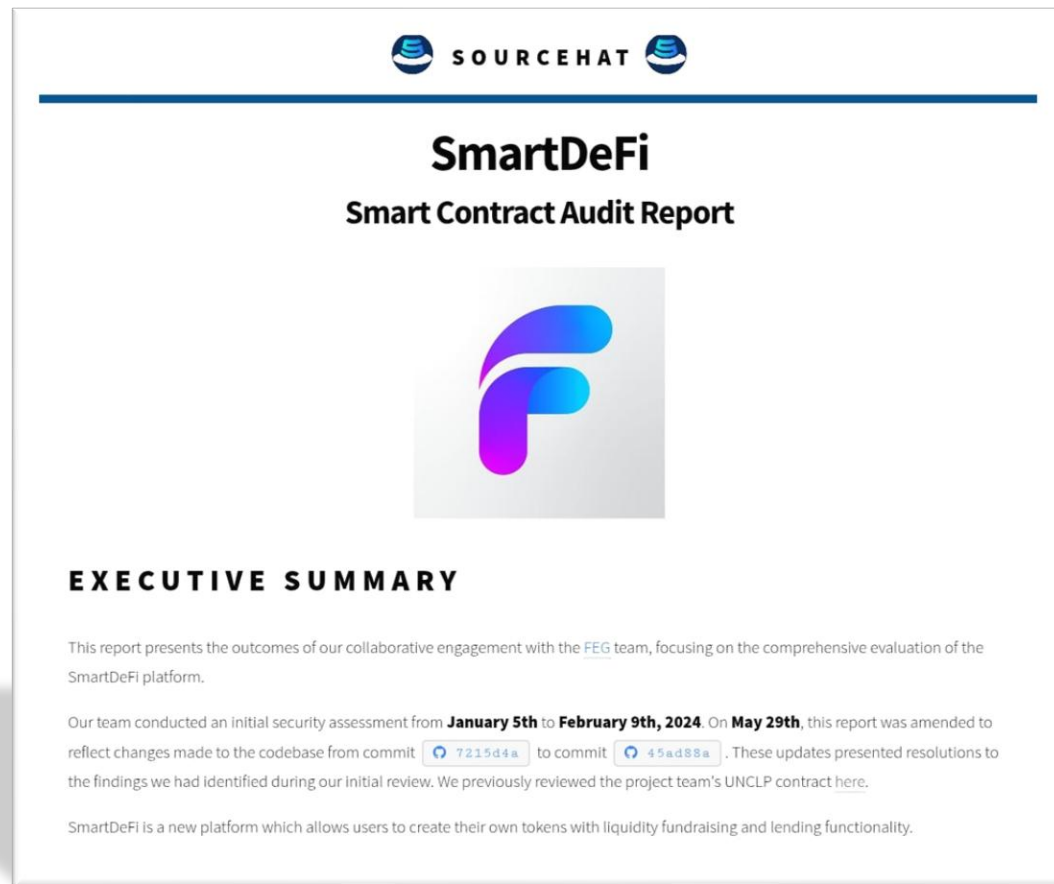 SOURCEHAT
SmartDeFi
Smart Contract Audit Report
EXECUTIVE SUMMARY
This report presents the outcomes of our collaborative engagement with the FEG team, focusing on the comprehensive evaluation of the
SmartDeFi platform.
Our team conducted an initial security assessment from January 5th to February 9th, 2024. On May 29th, this report was amended to
reflect changes made to the codebase from commit 7215d4a to commit 45ad88a . These updates presented resolutions to
the findings we had identified during our initial review. We previously reviewed the project team's UNCLP contract here.
SmartDeFi is a new platform which allows users to create their own tokens with liquidity fundraising and lending functionality.